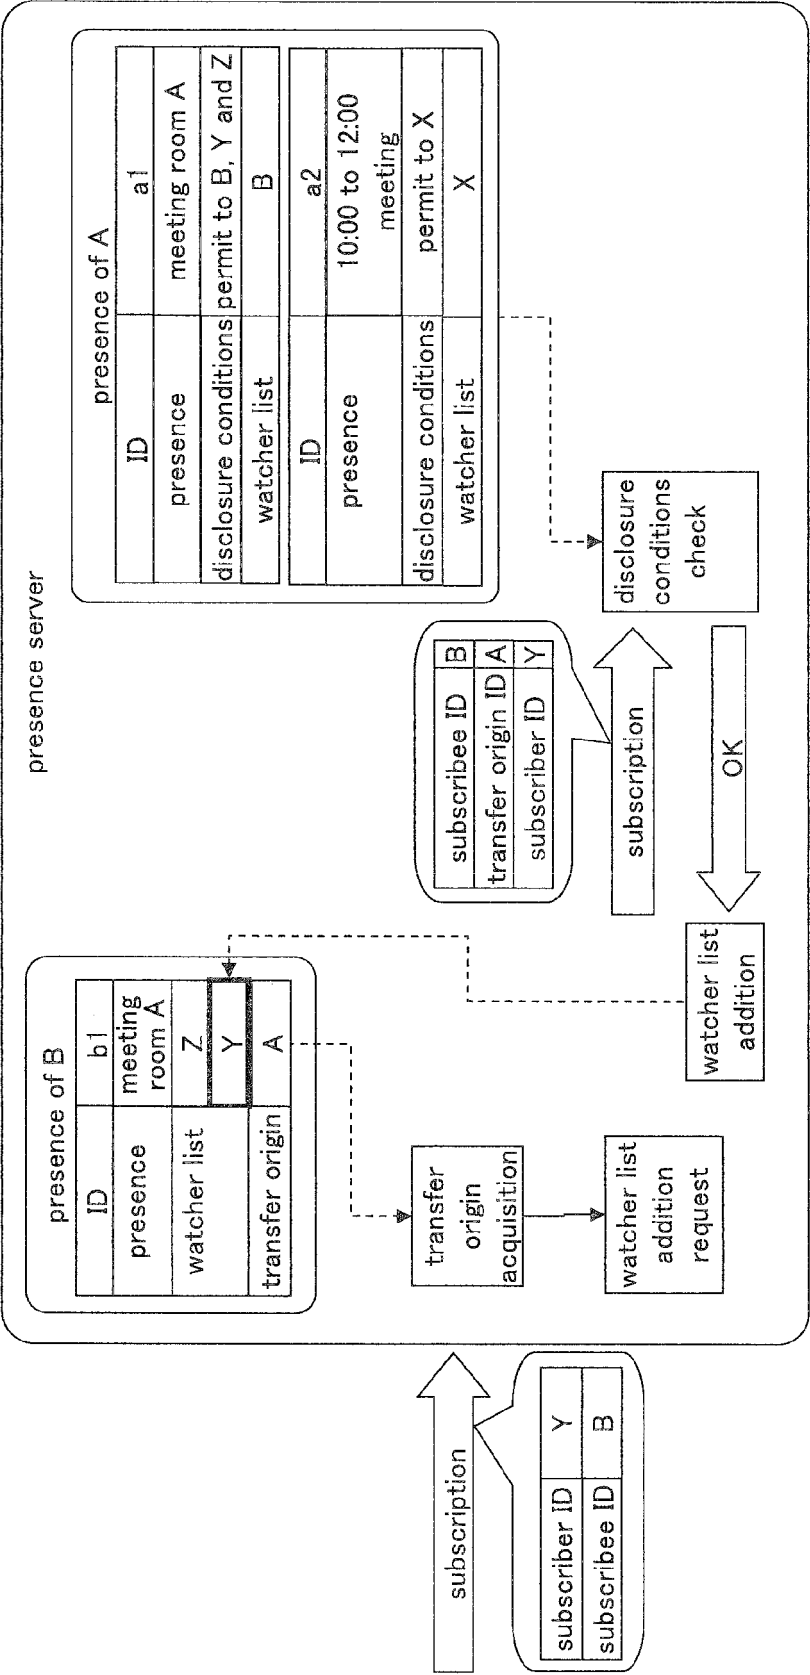 presence server
presence of B
ID b1
presence meeting
room A
watcher list Z
Y
transfer origin A
presence of A
ID a1
presence meeting room A
disclosure conditions permit to B, Y and Z
watcher list B
ID a2
presence 10:00 to 12:00
meeting
disclosure conditions permit to X
watcher list X
subscription
subscriber ID Y
subscribee ID B
transfer
origin
acquisition
watcher list
addition
request
subscribee ID B
transfer origin ID A
subscriber ID Y
subscription
disclosure
conditions
check
OK
watcher list
addition